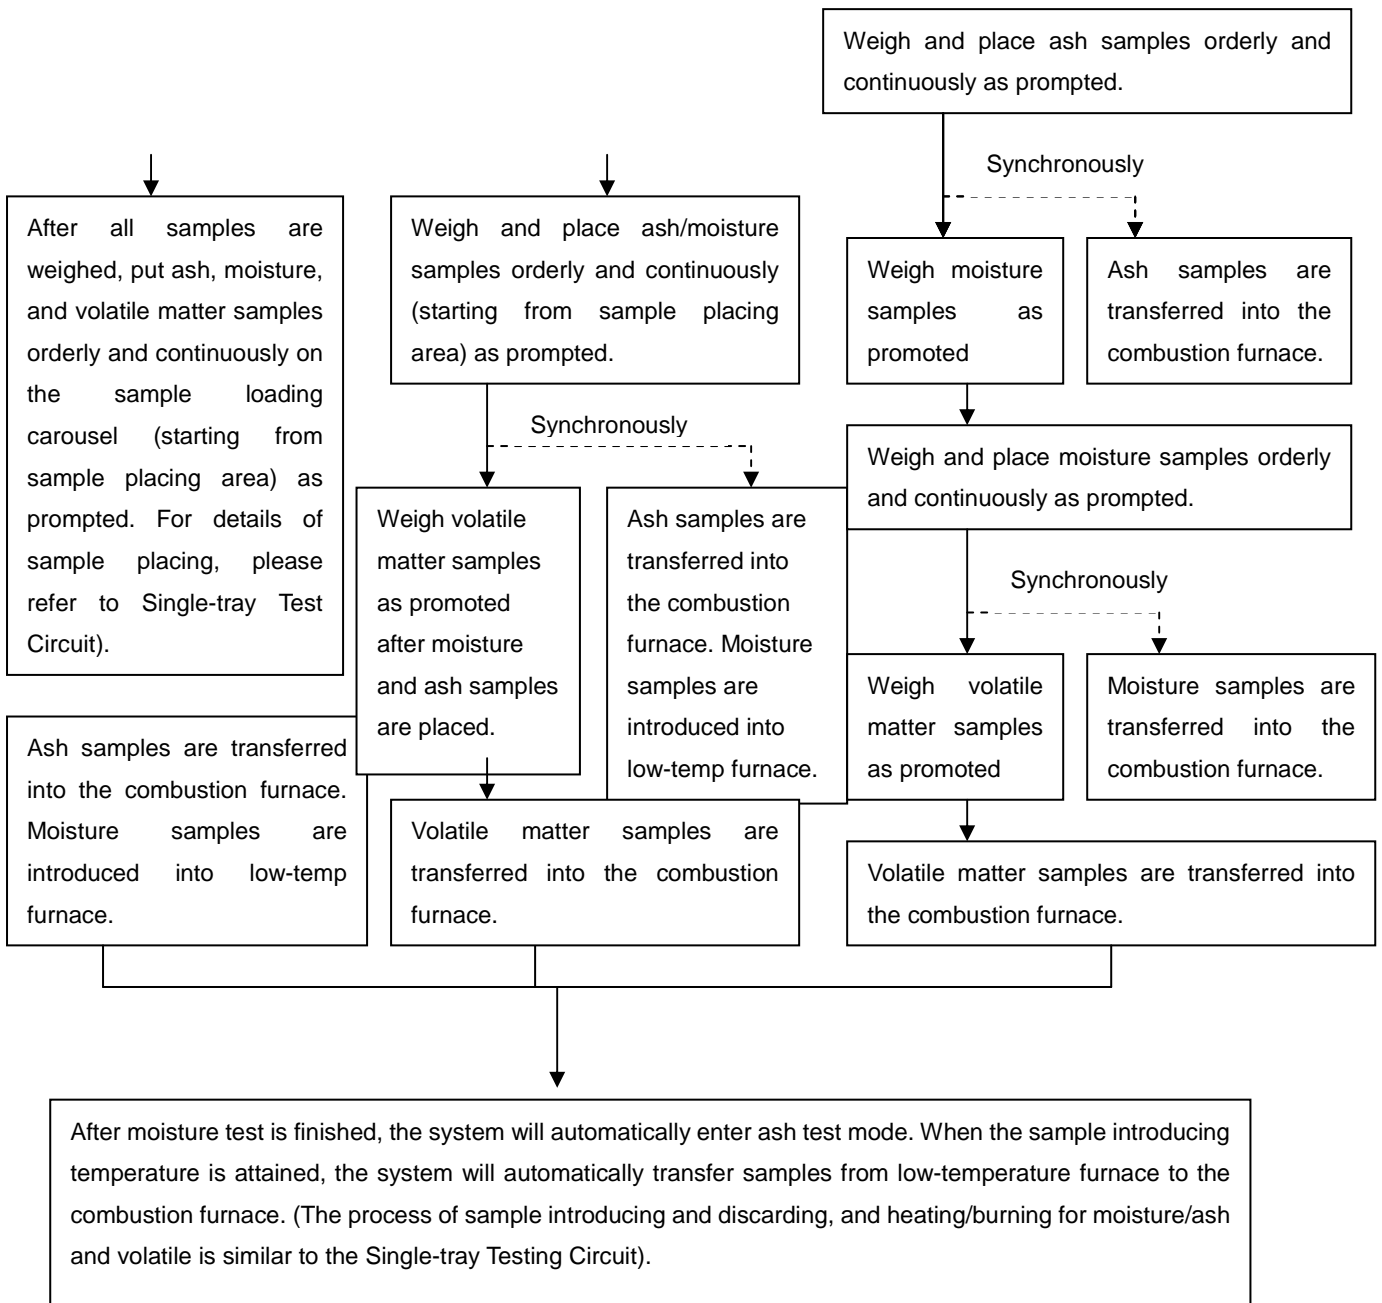 Weigh and place ash samples orderly and
continuously as prompted.
Synchronously
After all samples are
weighed, put ash, moisture,
and volatile matter samples
orderly and continuously on
the sample loading
carousel (starting from
sample placing area) as
prompted. For details of
sample placing, please
refer to Single-tray Test
Circuit).
Weigh and place ash/moisture
samples orderly and continuously
(starting from sample placing
area) as prompted.
Weigh moisture
samples as
promoted
Ash samples are
transferred into the
combustion furnace.
Synchronously
Weigh and place moisture samples orderly
and continuously as prompted.
Weigh volatile
matter samples
as promoted
after moisture
and ash samples
are placed.
Ash samples are
transferred into
the combustion
furnace. Moisture
samples are
introduced into
low-temp furnace.
Synchronously
Weigh volatile
matter samples
as promoted
Moisture samples are
transferred into the
combustion furnace.
Ash samples are transferred
into the combustion furnace.
Moisture samples are
introduced into low-temp
furnace.
Volatile matter samples are
transferred into the combustion
furnace.
Volatile matter samples are transferred into
the combustion furnace.
After moisture test is finished, the system will automatically enter ash test mode. When the sample introducing
temperature is attained, the system will automatically transfer samples from low-temperature furnace to the
combustion furnace. (The process of sample introducing and discarding, and heating/burning for moisture/ash
and volatile is similar to the Single-tray Testing Circuit).